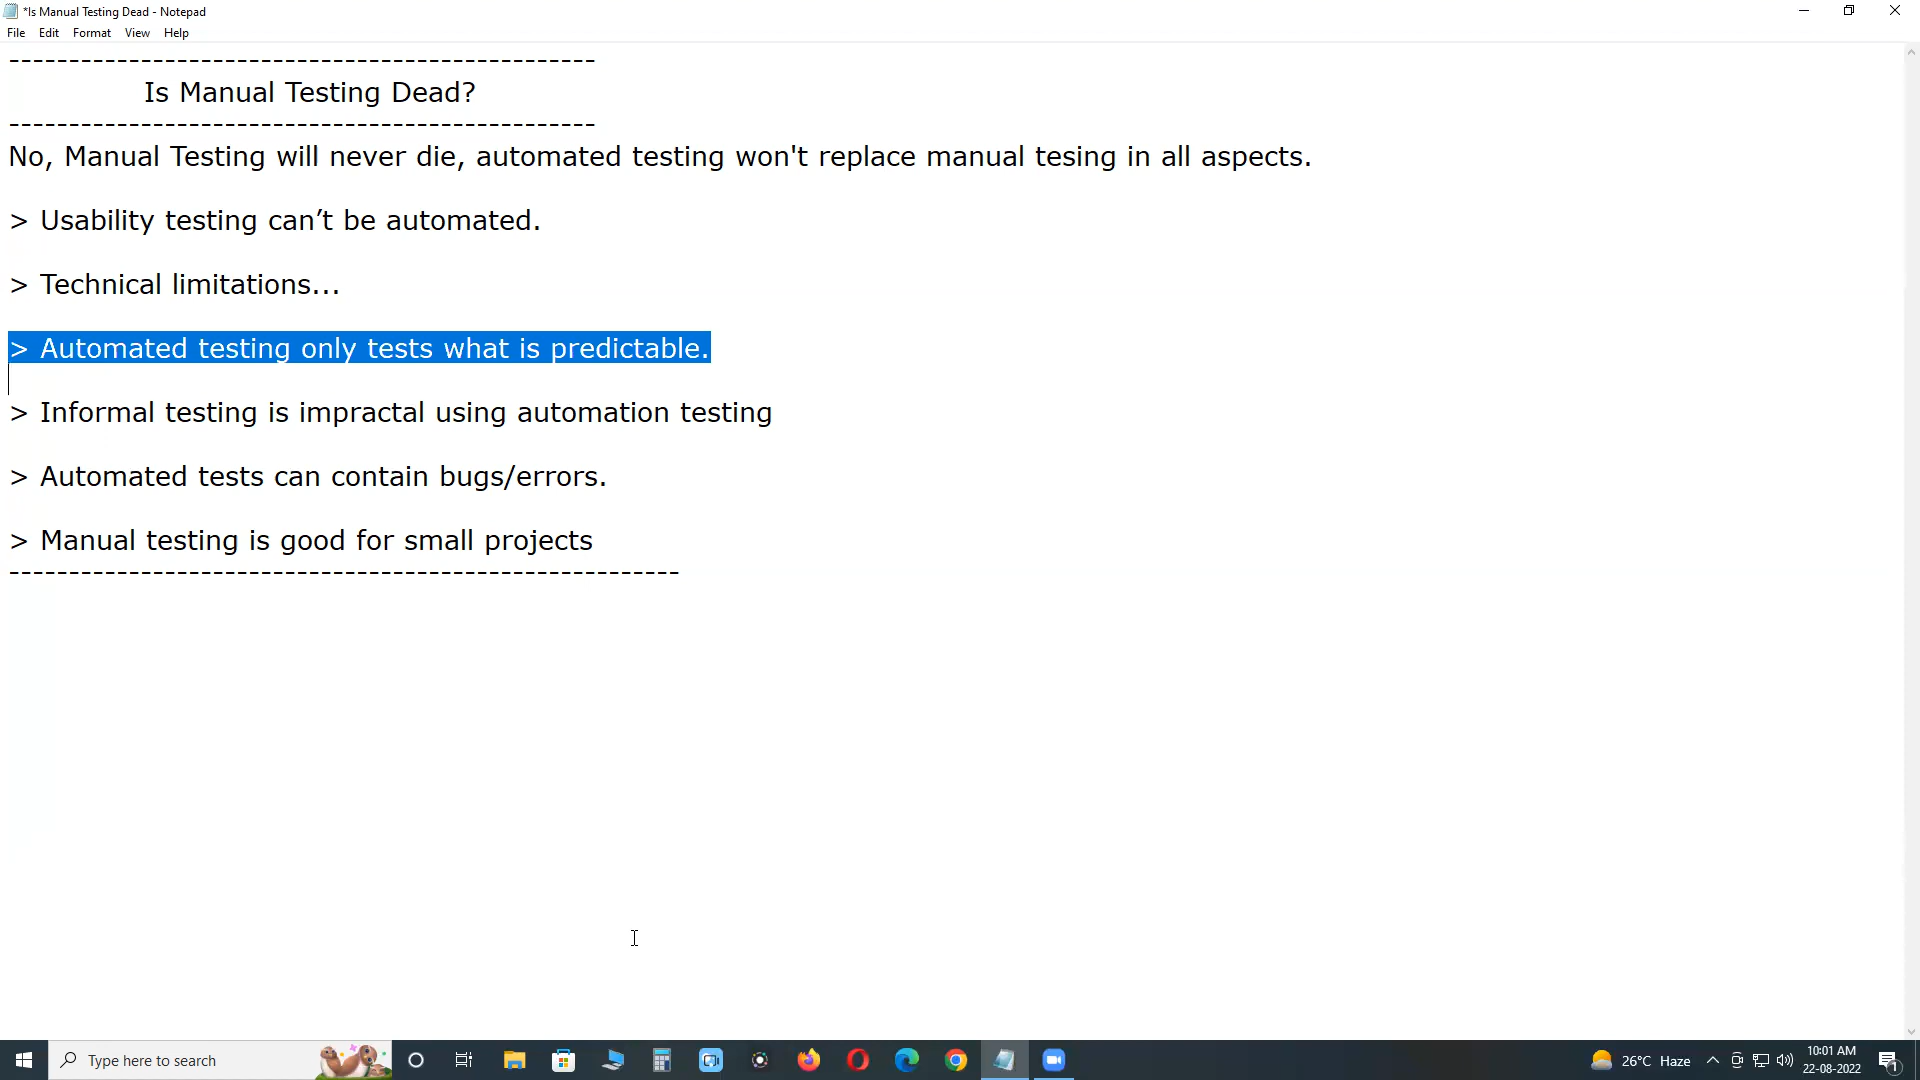 *Is Manual Testing Dead - Notepad
File Edit Format View Help
-------------------------------------------------
Is Manual Testing Dead?
-------------------------------------------------
No, Manual Testing will never die, automated testing won't replace manual tesing in all aspects.
> Usability testing can’t be automated.
> Technical limitations...
> Automated testing only tests what is predictable.
> Informal testing is impractal using automation testing
> Automated tests can contain bugs/errors.
> Manual testing is good for small projects
--------------------------------------------------------
Type here to search
26°C Haze
10:01 AM
22-08-2022
1